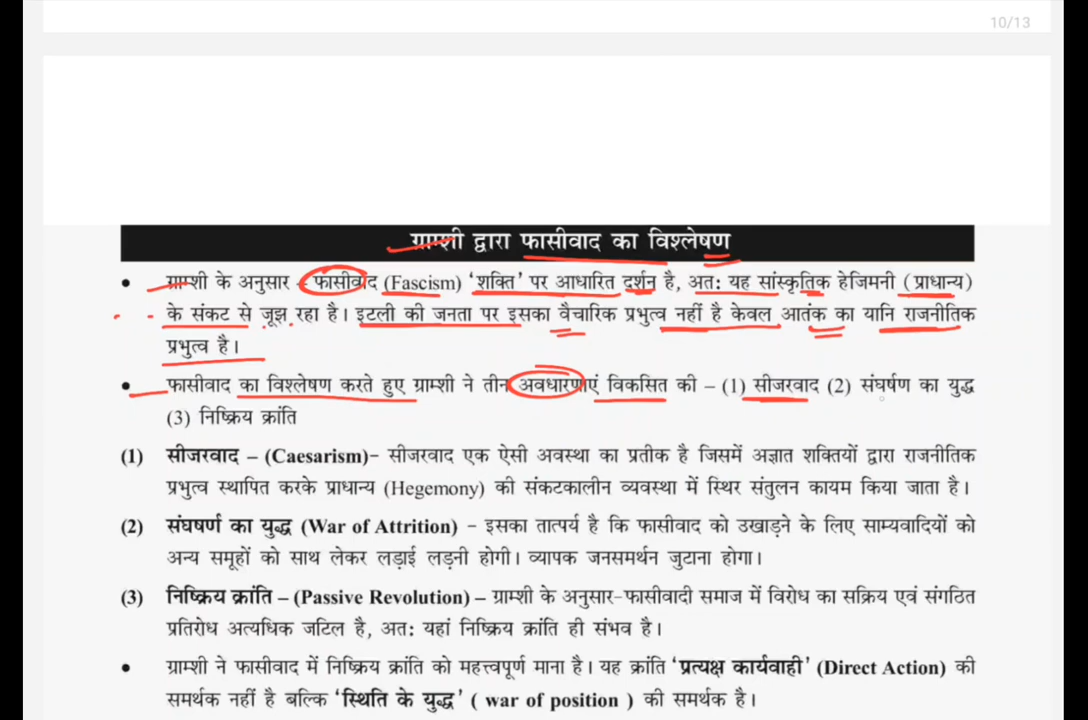 10/13
ग्राम्शी द्वारा फासीवाद का विश्लेषण
• ग्राम्शी के अनुसार - फासीवाद (Fascism) ‘शक्ति’ पर आधारित दर्शन है, अतः यह सांस्कृतिक हेजिमनी (प्राधान्य)
के संकट से जूझ रहा है। इटली की जनता पर इसका वैचारिक प्रभुत्व नहीं है केवल आतंक का यानि राजनीतिक
प्रभुत्व है।
• फासीवाद का विश्लेषण करते हुए ग्राम्शी ने तीन अवधारणाएं विकसित की – (1) सीजरवाद (2) संघर्षण का युद्ध
(3) निष्क्रिय क्रांति
(1) सीजरवाद – (Caesarism)- सीजरवाद एक ऐसी अवस्था का प्रतीक है जिसमें अज्ञात शक्तियों द्वारा राजनीतिक
प्रभुत्व स्थापित करके प्राधान्य (Hegemony) की संकटकालीन व्यवस्था में स्थिर संतुलन कायम किया जाता है।
(2) संघषर्ण का युद्ध (War of Attrition) - इसका तात्पर्य है कि फासीवाद को उखाड़ने के लिए साम्यवादियों को
अन्य समूहों को साथ लेकर लड़ाई लड़नी होगी। व्यापक जनसमर्थन जुटाना होगा।
(3) निष्क्रिय क्रांति – (Passive Revolution) – ग्राम्शी के अनुसार-फासीवादी समाज में विरोध का सक्रिय एवं संगठित
प्रतिरोध अत्यधिक जटिल है, अतः यहां निष्क्रिय क्रांति ही संभव है।
• ग्राम्शी ने फासीवाद में निष्क्रिय क्रांति को महत्त्वपूर्ण माना है। यह क्रांति ‘प्रत्यक्ष कार्यवाही’ (Direct Action) की
समर्थक नहीं है बल्कि ‘स्थिति के युद्ध’ ( war of position ) की समर्थक है।